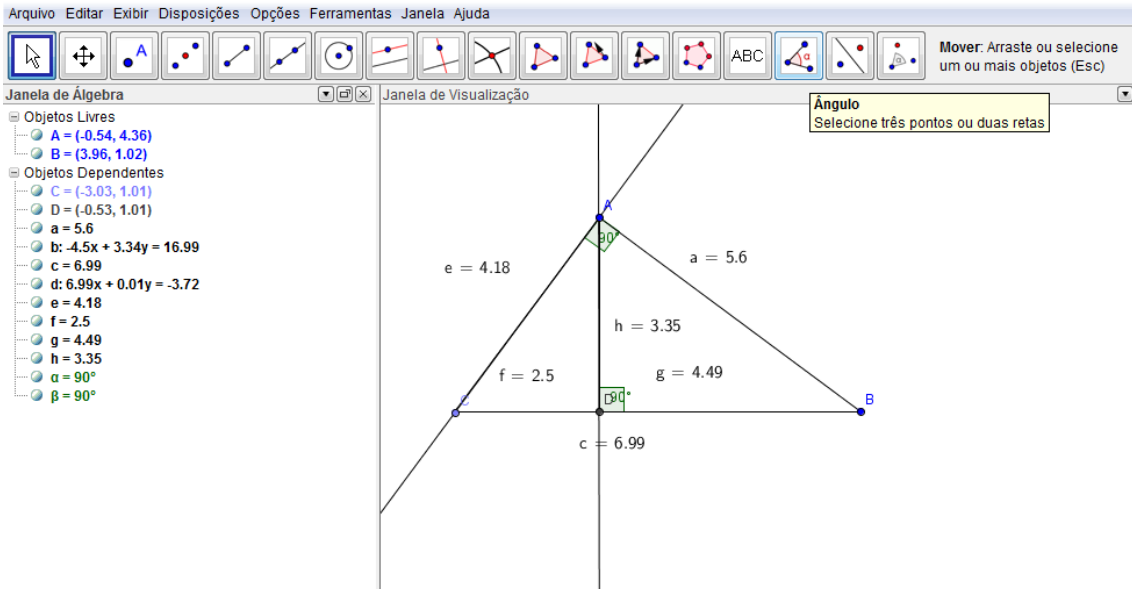 Arquivo Editar Exibir Disposições Opções Ferramentas Janela Ajuda
A
ABC
α
α
Mover: Arraste ou selecione
um ou mais objetos (Esc)
Janela de Álgebra
Janela de Visualização
Ângulo
Selecione três pontos ou duas retas
Objetos Livres
A = (-0.54, 4.36)
B = (3.96, 1.02)
Objetos Dependentes
C = (-3.03, 1.01)
D = (-0.53, 1.01)
a = 5.6
b: -4.5x + 3.34y = 16.99
c = 6.99
d: 6.99x + 0.01y = -3.72
e = 4.18
f = 2.5
g = 4.49
h = 3.35
α = 90°
β = 90°
A
90°
e = 4.18
a = 5.6
h = 3.35
f = 2.5
g = 4.49
C
D
90°
B
c = 6.99